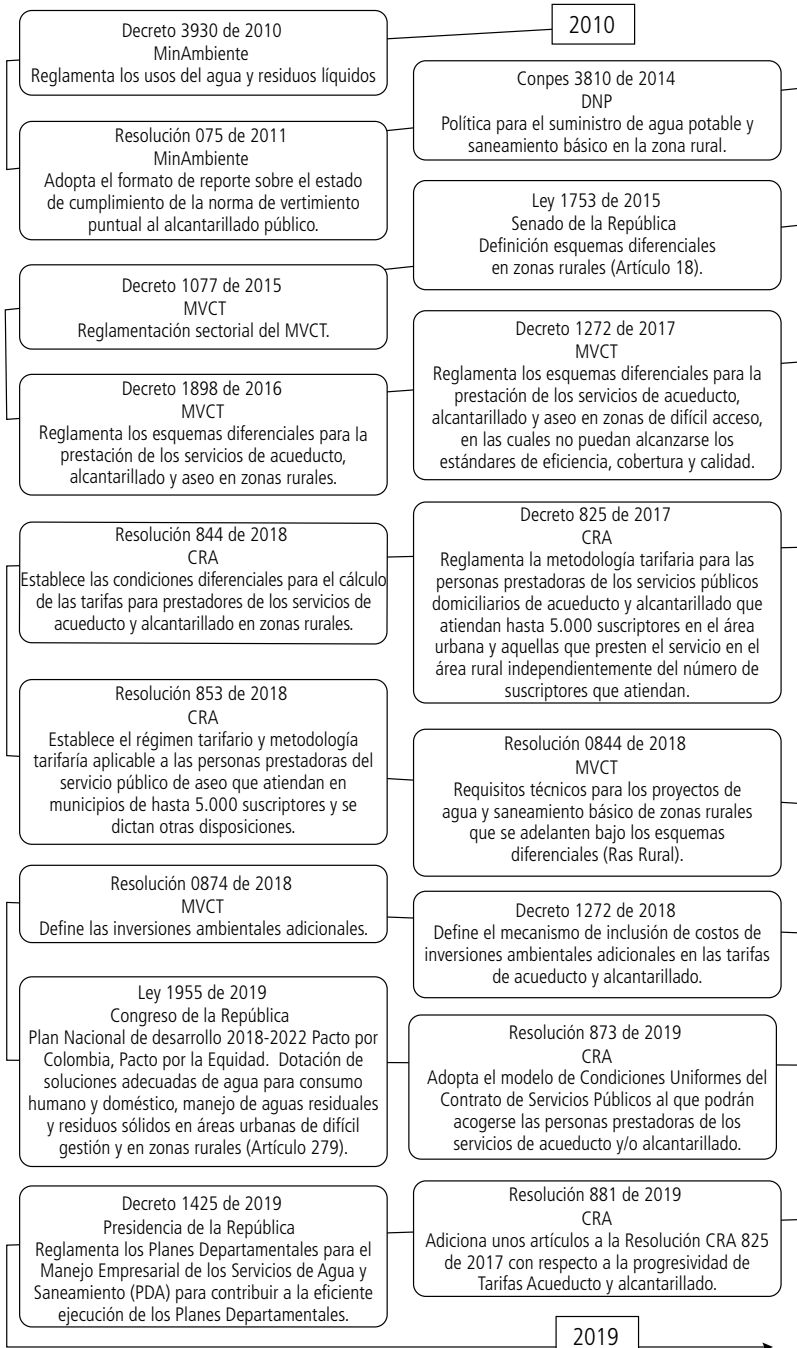 2010
Decreto 3930 de 2010
MinAmbiente
Reglamenta los usos del agua y residuos líquidos
Resolución 075 de 2011
MinAmbiente
Adopta el formato de reporte sobre el estado
de cumplimiento de la norma de vertimiento
puntual al alcantarillado público.
Conpes 3810 de 2014
DNP
Política para el suministro de agua potable y
saneamiento básico en la zona rural.
Ley 1753 de 2015
Senado de la República
Definición esquemas diferenciales
en zonas rurales (Artículo 18).
Decreto 1077 de 2015
MVCT
Reglamentación sectorial del MVCT.
Decreto 1898 de 2016
MVCT
Reglamenta los esquemas diferenciales para la
prestación de los servicios de acueducto,
alcantarillado y aseo en zonas rurales.
Decreto 1272 de 2017
MVCT
Reglamenta los esquemas diferenciales para la
prestación de los servicios de acueducto,
alcantarillado y aseo en zonas de difícil acceso,
en las cuales no puedan alcanzarse los
estándares de eficiencia, cobertura y calidad.
Decreto 825 de 2017
CRA
Reglamenta la metodología tarifaria para las
personas prestadoras de los servicios públicos
domiciliarios de acueducto y alcantarillado que
atiendan hasta 5.000 suscriptores en el área
urbana y aquellas que presten el servicio en el
área rural independientemente del número de
suscriptores que atiendan.
Resolución 844 de 2018
CRA
Establece las condiciones diferenciales para el cálculo
de las tarifas para prestadores de los servicios de
acueducto y alcantarillado en zonas rurales.
Resolución 853 de 2018
CRA
Establece el régimen tarifario y metodología
tarifaría aplicable a las personas prestadoras del
servicio público de aseo que atiendan en
municipios de hasta 5.000 suscriptores y se
dictan otras disposiciones.
Resolución 0844 de 2018
MVCT
Requisitos técnicos para los proyectos de
agua y saneamiento básico de zonas rurales
que se adelanten bajo los esquemas
diferenciales (Ras Rural).
Decreto 1272 de 2018
Define el mecanismo de inclusión de costos de
inversiones ambientales adicionales en las tarifas
de acueducto y alcantarillado.
Resolución 0874 de 2018
MVCT
Define las inversiones ambientales adicionales.
Ley 1955 de 2019
Congreso de la República
Plan Nacional de desarrollo 2018-2022 Pacto por
Colombia, Pacto por la Equidad. Dotación de
soluciones adecuadas de agua para consumo
humano y doméstico, manejo de aguas residuales
y residuos sólidos en áreas urbanas de difícil
gestión y en zonas rurales (Artículo 279).
Resolución 873 de 2019
CRA
Adopta el modelo de Condiciones Uniformes del
Contrato de Servicios Públicos al que podrán
acogerse las personas prestadoras de los
servicios de acueducto y/o alcantarillado.
Resolución 881 de 2019
CRA
Adiciona unos artículos a la Resolución CRA 825
de 2017 con respecto a la progresividad de
Tarifas Acueducto y alcantarillado.
Decreto 1425 de 2019
Presidencia de la República
Reglamenta los Planes Departamentales para el
Manejo Empresarial de los Servicios de Agua y
Saneamiento (PDA) para contribuir a la eficiente
ejecución de los Planes Departamentales.
2019